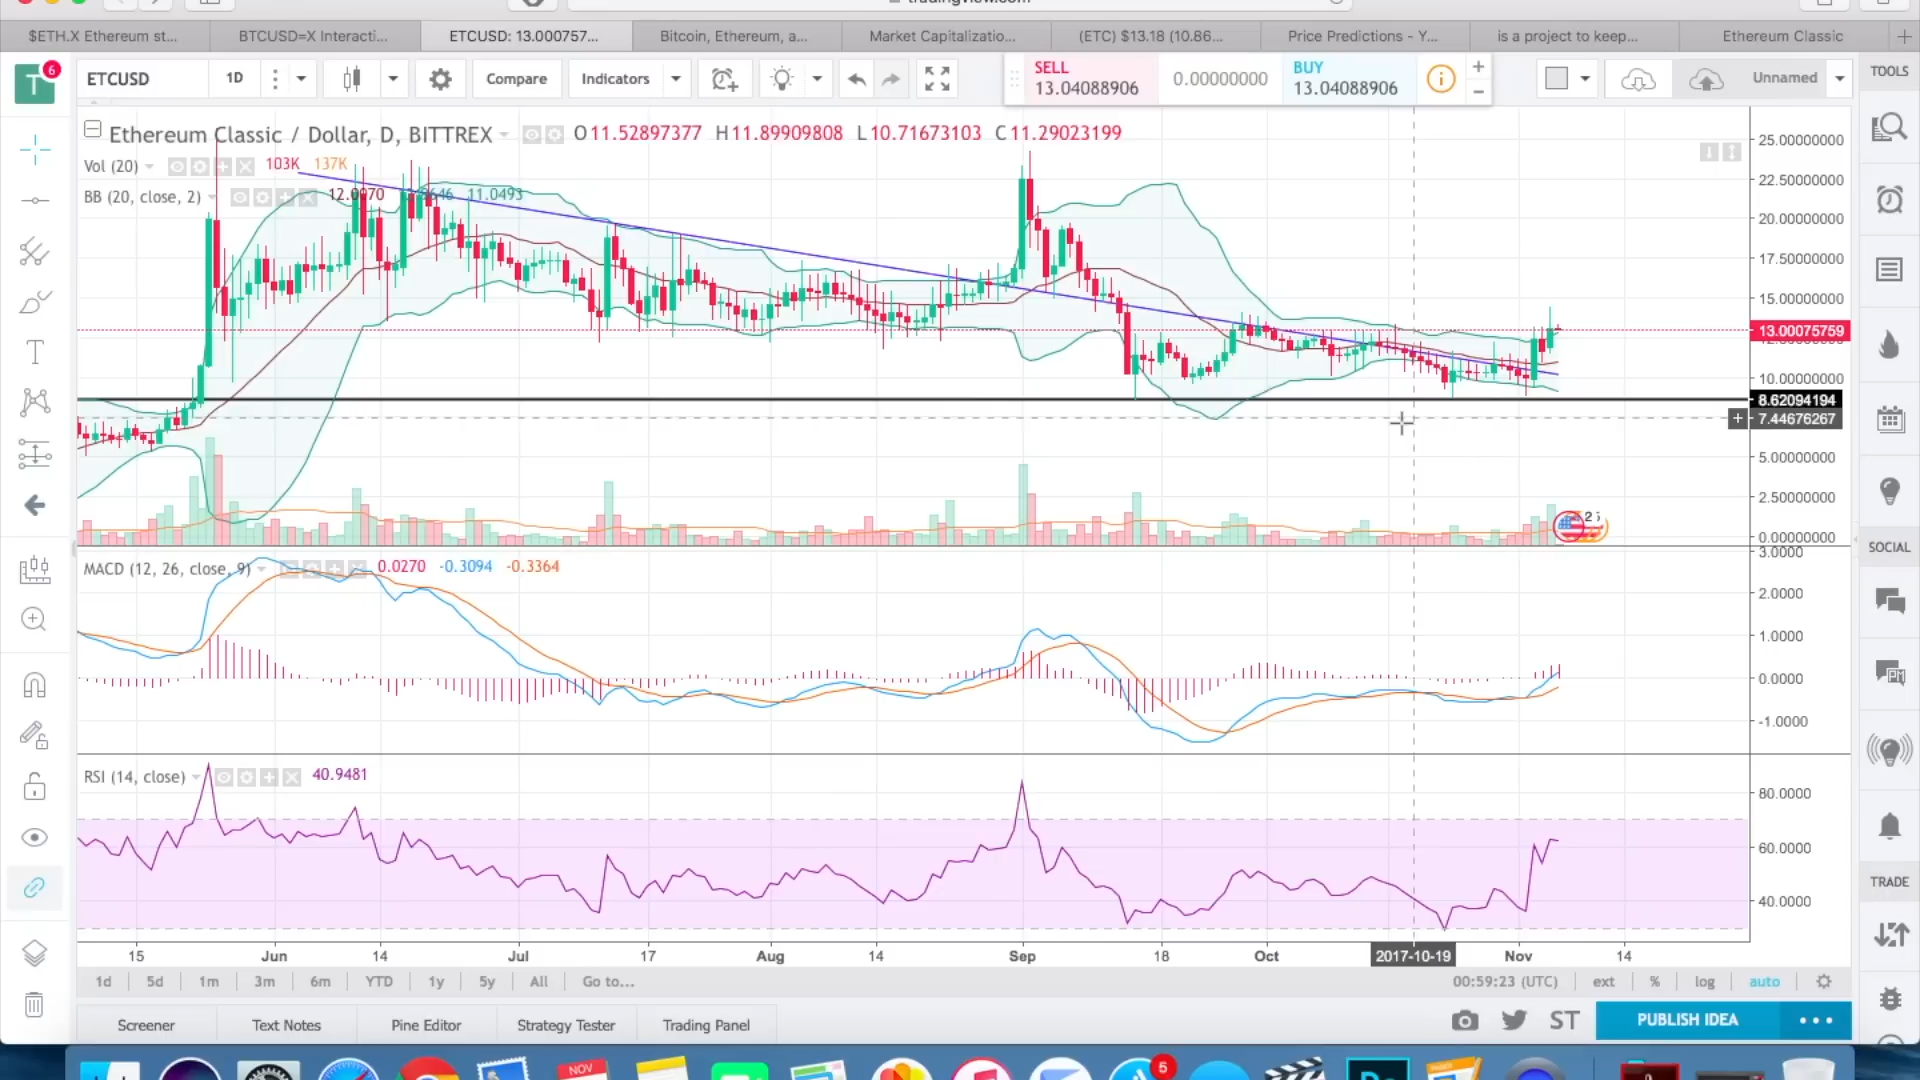 $ETH.X Ethereum st...
BTCUSD=X Interacti...
ETCUSD: 13.000757...
Bitcoin, Ethereum, a...
Market Capitalizatio...
(ETC) $13.18 (10.86...
Price Predictions - Y...
is a project to keep...
Ethereum Classic
T 6
ETCUSD
1D
Compare
Indicators
SELL
13.04088906
0.00000000
BUY
13.04088906
Unnamed
TOOLS
Ethereum Classic / Dollar, D, BITTREX
O11.52897377 H11.89909808 L10.71673103 C11.29023199
Vol (20) 103K 137K
BB (20, close, 2) 12.0070 11.0493
25.00000000
22.50000000
20.00000000
17.50000000
15.00000000
13.00075759
10.00000000
8.62094194
7.44676267
5.00000000
2.50000000
0.00000000
MACD (12, 26, close, 9) 0.0270 -0.3094 -0.3364
3.0000
2.0000
1.0000
0.0000
-1.0000
RSI (14, close) 40.9481
80.0000
60.0000
40.0000
15 Jun 14 Jul 17 Aug 14 Sep 18 Oct 2017-10-19 Nov 14
SOCIAL
PM
TRADE
1d 5d 1m 3m 6m YTD 1y 5y All Go to...
00:59:23 (UTC) ext % log auto
Screener
Text Notes
Pine Editor
Strategy Tester
Trading Panel
ST
PUBLISH IDEA
NOV
5